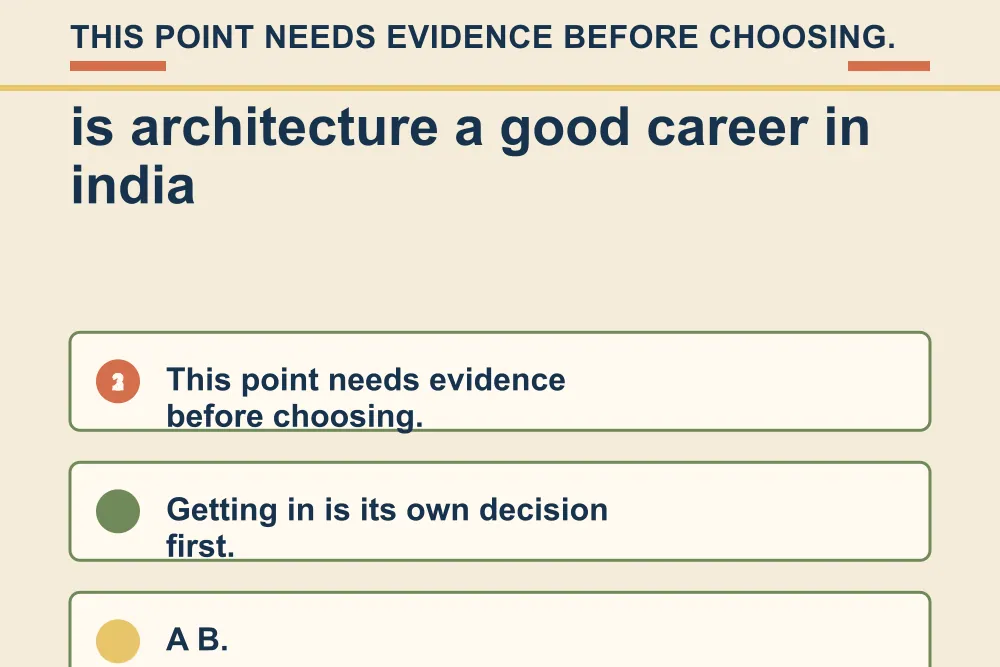 THIS POINT NEEDS EVIDENCE BEFORE CHOOSING.
is architecture a good career in
india
This point needs evidence
before choosing.
Getting in is its own decision
first.
A B.